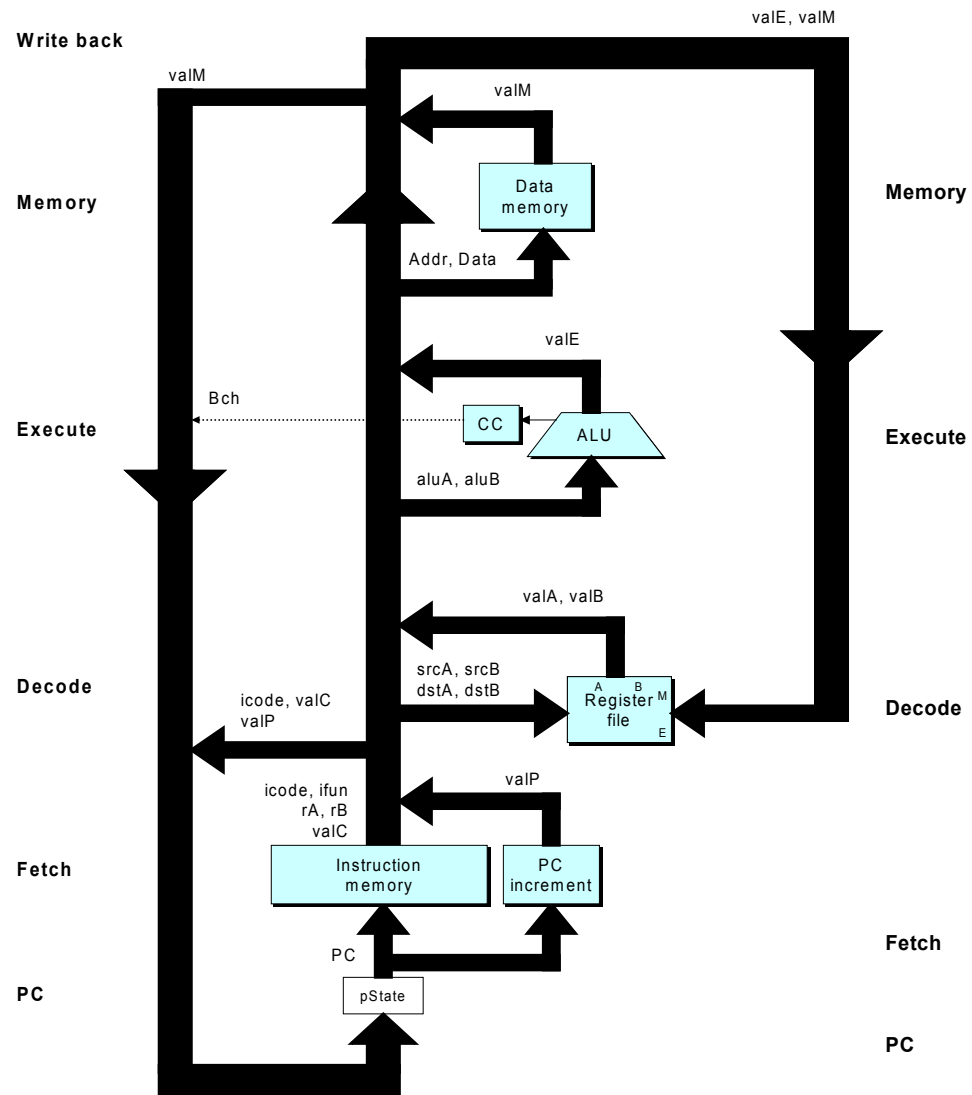 valE, valM
Write back
valM
valM
Data
memory
Memory
Memory
Addr, Data
valE
Bch
CC
ALU
Execute
Execute
aluA, aluB
valA, valB
srcA, srcB
dstA, dstB
A B
M
Register
file
E
Decode
Decode
icode, valC
valP
icode, ifun
rA, rB
valC
valP
Instruction
memory
PC
increment
Fetch
Fetch
PC
pState
PC
PC